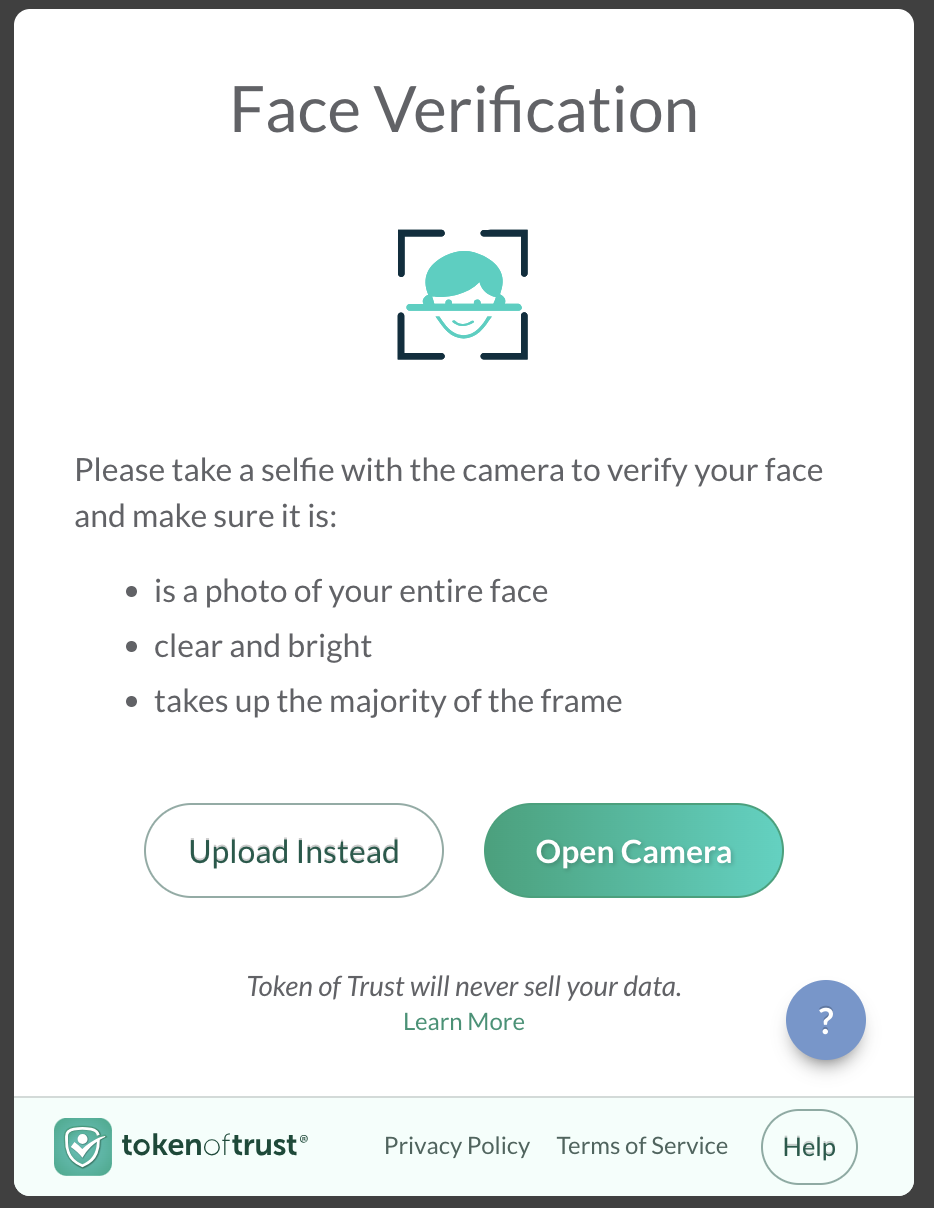 Face Verification
Please take a selfie with the camera to verify your face
and make sure it is:
• is a photo of your entire face
• clear and bright
• takes up the majority of the frame
Upload Instead
Open Camera
Token of Trust will never sell your data.
Learn More
?
tokenoftrust®
Privacy Policy
Terms of Service
Help